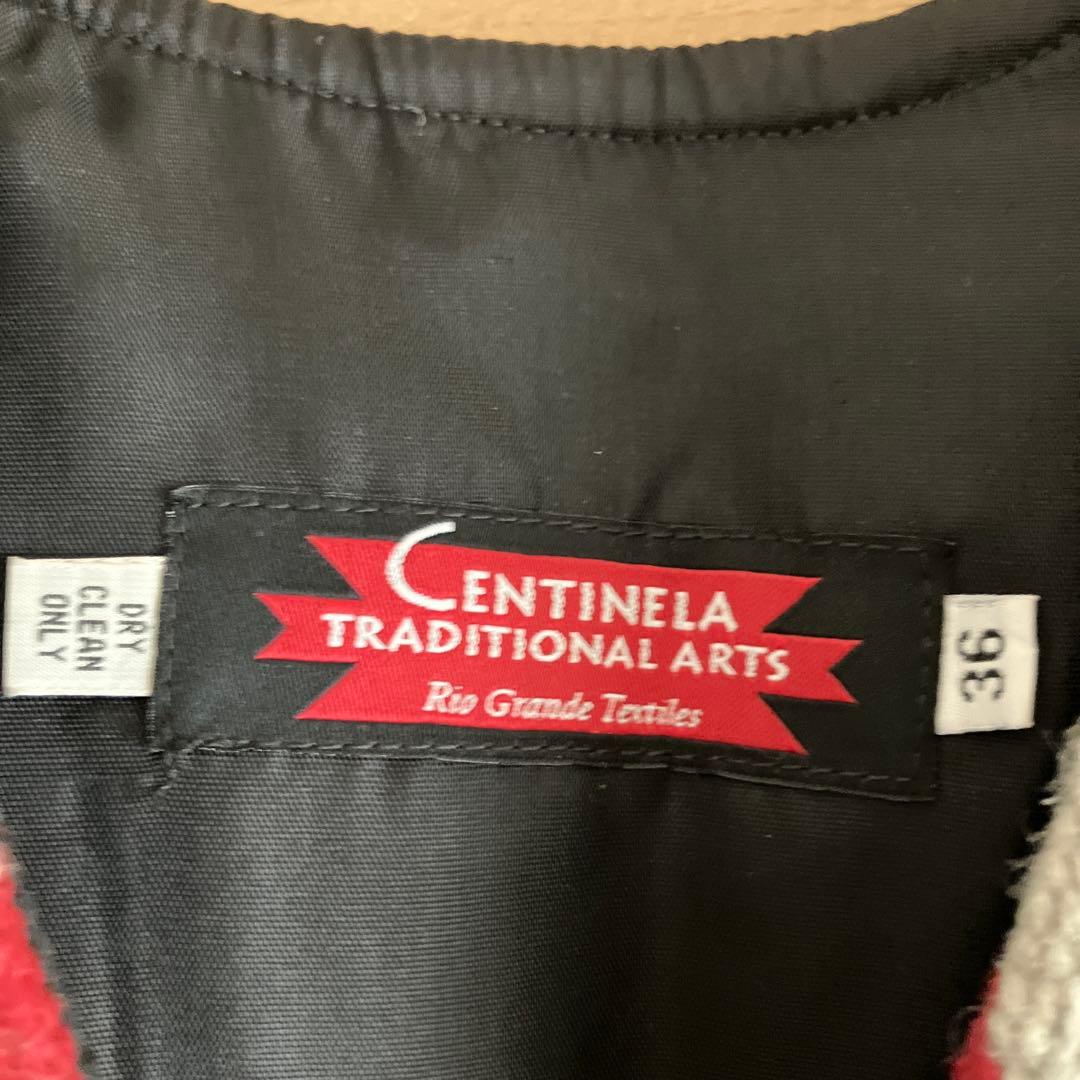 CENTINELA
TRADITIONAL ARTS
Rio Grande Textiles
DRY
CLEAN
ONLY
36